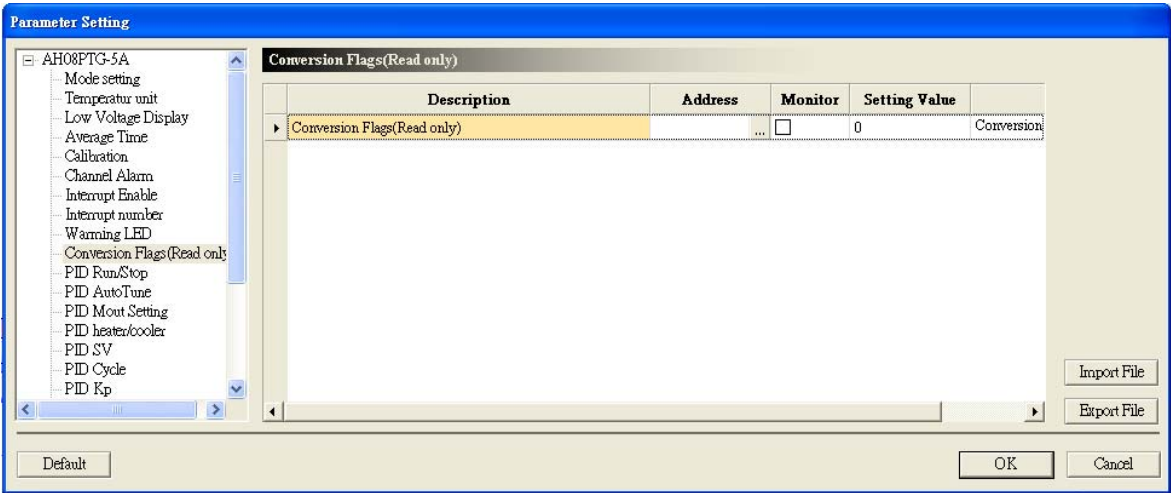 Parameter Setting
AH08PTG-5A
Mode setting
Temperatur unit
Low Voltage Display
Average Time
Calibration
Channel Alarm
Interrupt Enable
Interrupt number
Warming LED
Conversion Flags(Read only
PID Run/Stop
PID AutoTune
PID Mout Setting
PID heater/cooler
PID SV
PID Cycle
PID Kp
Conversion Flags(Read only)
Description Address Monitor Setting Value
Conversion Flags(Read only) ... 0 Conversion
Import File
Export File
Default OK Cancel